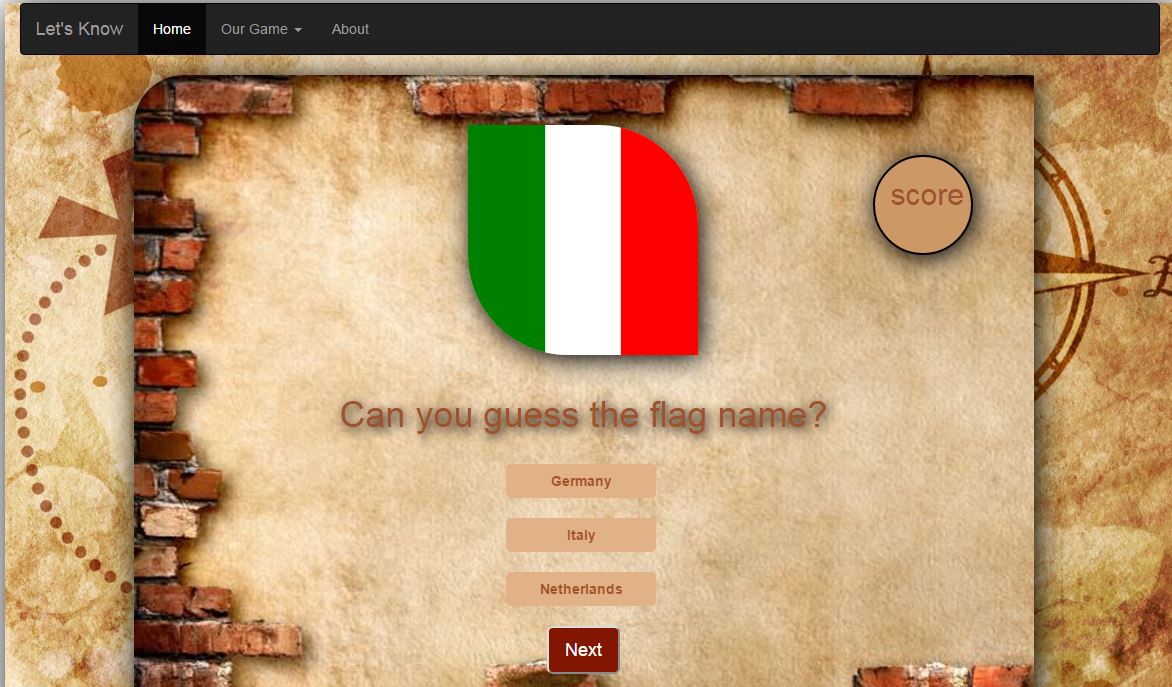 Let's Know Home Our Game About
score
Can you guess the flag name?
Germany
Italy
Netherlands
Next